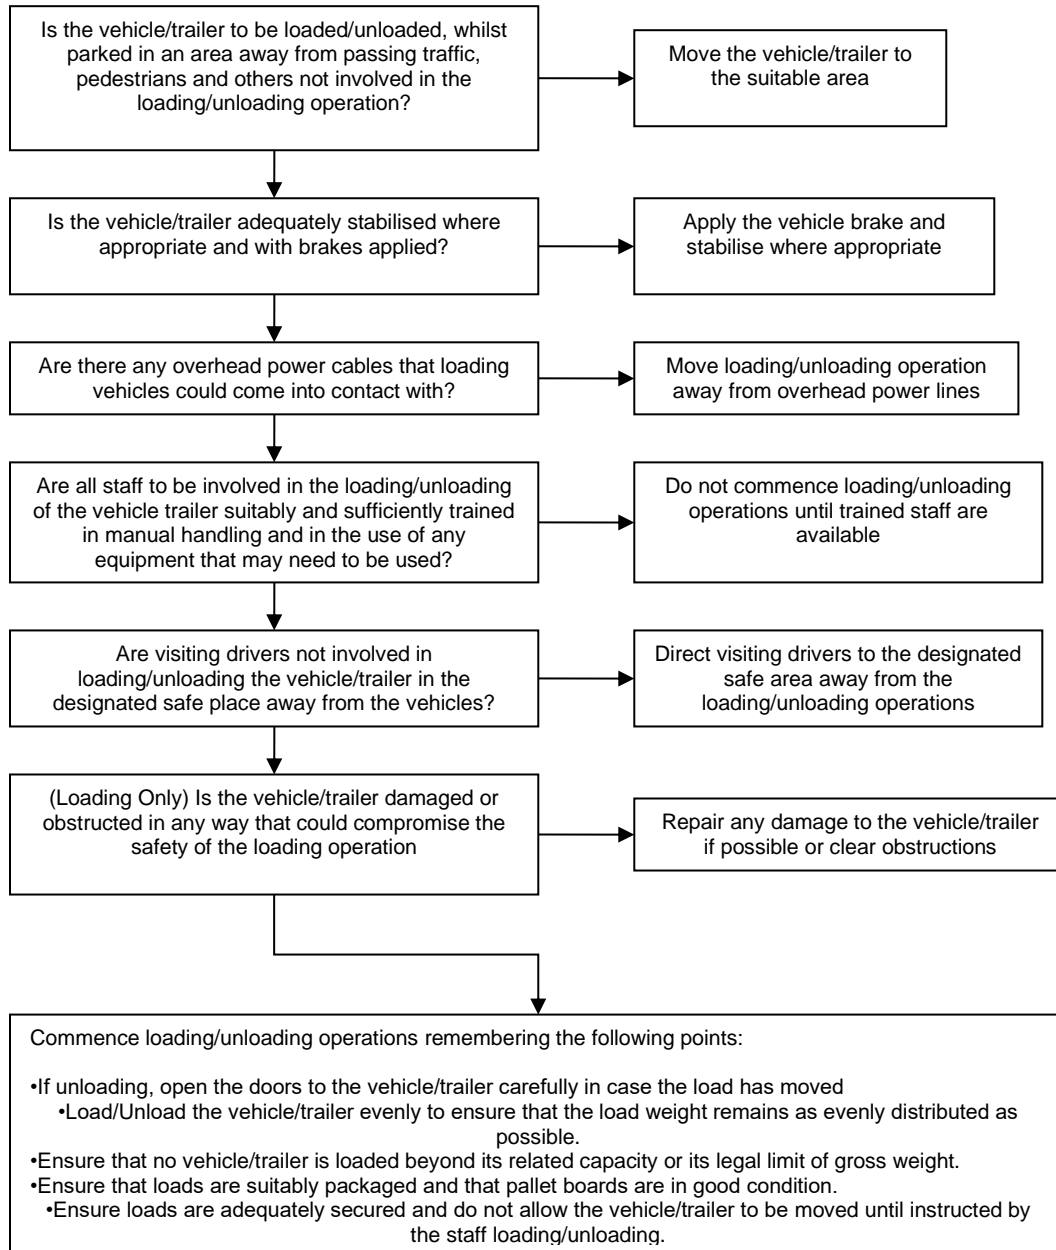 Is the vehicle/trailer to be loaded/unloaded, whilst
parked in an area away from passing traffic,
pedestrians and others not involved in the
loading/unloading operation?
Move the vehicle/trailer to
the suitable area
Is the vehicle/trailer adequately stabilised where
appropriate and with brakes applied?
Apply the vehicle brake and
stabilise where appropriate
Are there any overhead power cables that loading
vehicles could come into contact with?
Move loading/unloading operation
away from overhead power lines
Are all staff to be involved in the loading/unloading
of the vehicle trailer suitably and sufficiently trained
in manual handling and in the use of any
equipment that may need to be used?
Do not commence loading/unloading
operations until trained staff are
available
Are visiting drivers not involved in
loading/unloading the vehicle/trailer in the
designated safe place away from the vehicles?
Direct visiting drivers to the designated
safe area away from the
loading/unloading operations
(Loading Only) Is the vehicle/trailer damaged or
obstructed in any way that could compromise the
safety of the loading operation
Repair any damage to the vehicle/trailer
if possible or clear obstructions
Commence loading/unloading operations remembering the following points:
•If unloading, open the doors to the vehicle/trailer carefully in case the load has moved
•Load/Unload the vehicle/trailer evenly to ensure that the load weight remains as evenly distributed as
possible.
•Ensure that no vehicle/trailer is loaded beyond its related capacity or its legal limit of gross weight.
•Ensure that loads are suitably packaged and that pallet boards are in good condition.
•Ensure loads are adequately secured and do not allow the vehicle/trailer to be moved until instructed by
the staff loading/unloading.